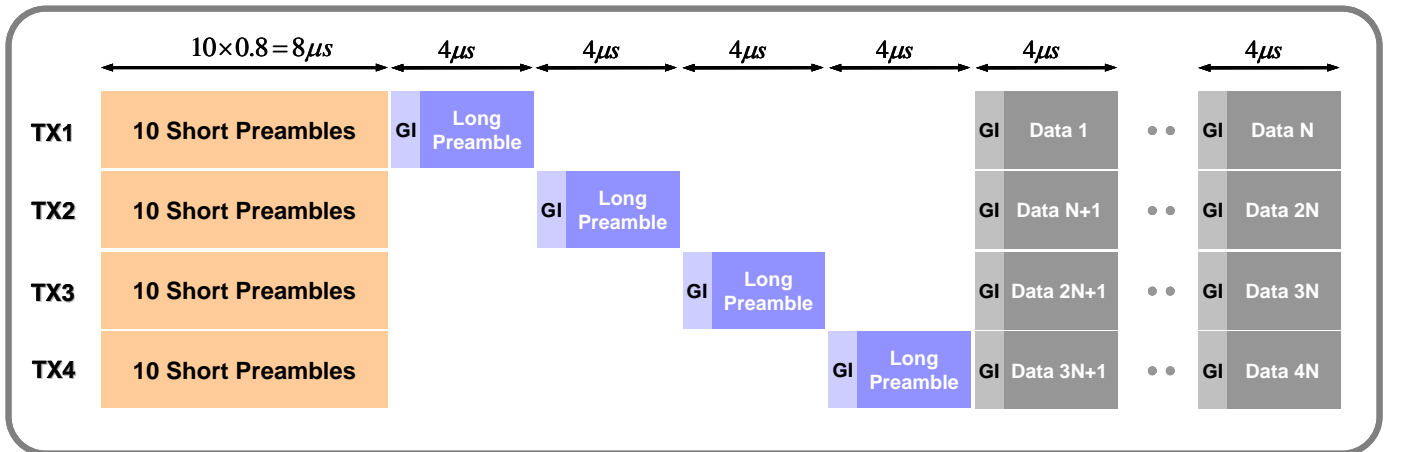 10×0.8=8μs 4μs 4μs 4μs 4μs 4μs 4μs
TX1 10 Short Preambles GI Long Preamble GI Data 1 GI Data N
TX2 10 Short Preambles GI Long Preamble GI Data N+1 GI Data 2N
TX3 10 Short Preambles GI Long Preamble GI Data 2N+1 GI Data 3N
TX4 10 Short Preambles GI Long Preamble GI Data 3N+1 GI Data 4N